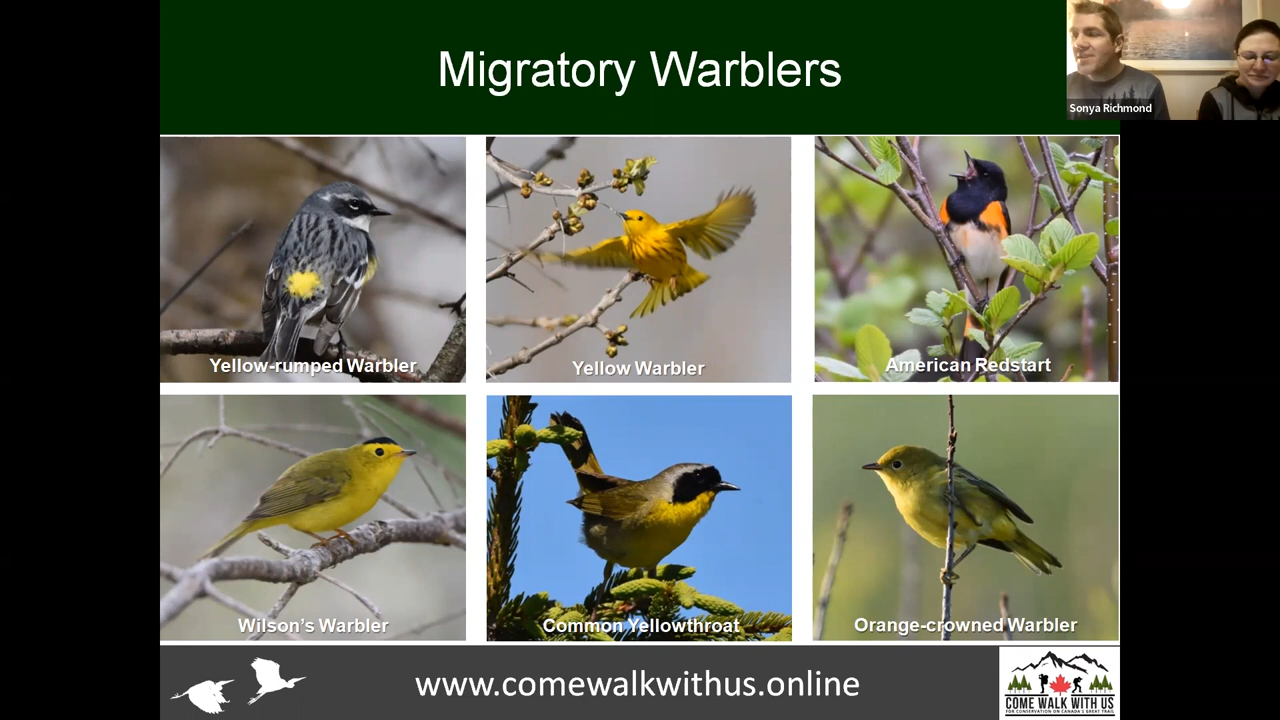 Migratory Warblers
Sonya Richmond
Yellow-rumped Warbler
Yellow Warbler
American Redstart
Wilson's Warbler
Common Yellowthroat
Orange-crowned Warbler
www.comewalkwithus.online
COME WALK WITH US
FOR CONSERVATION ON CANADA'S GREAT TRAIL